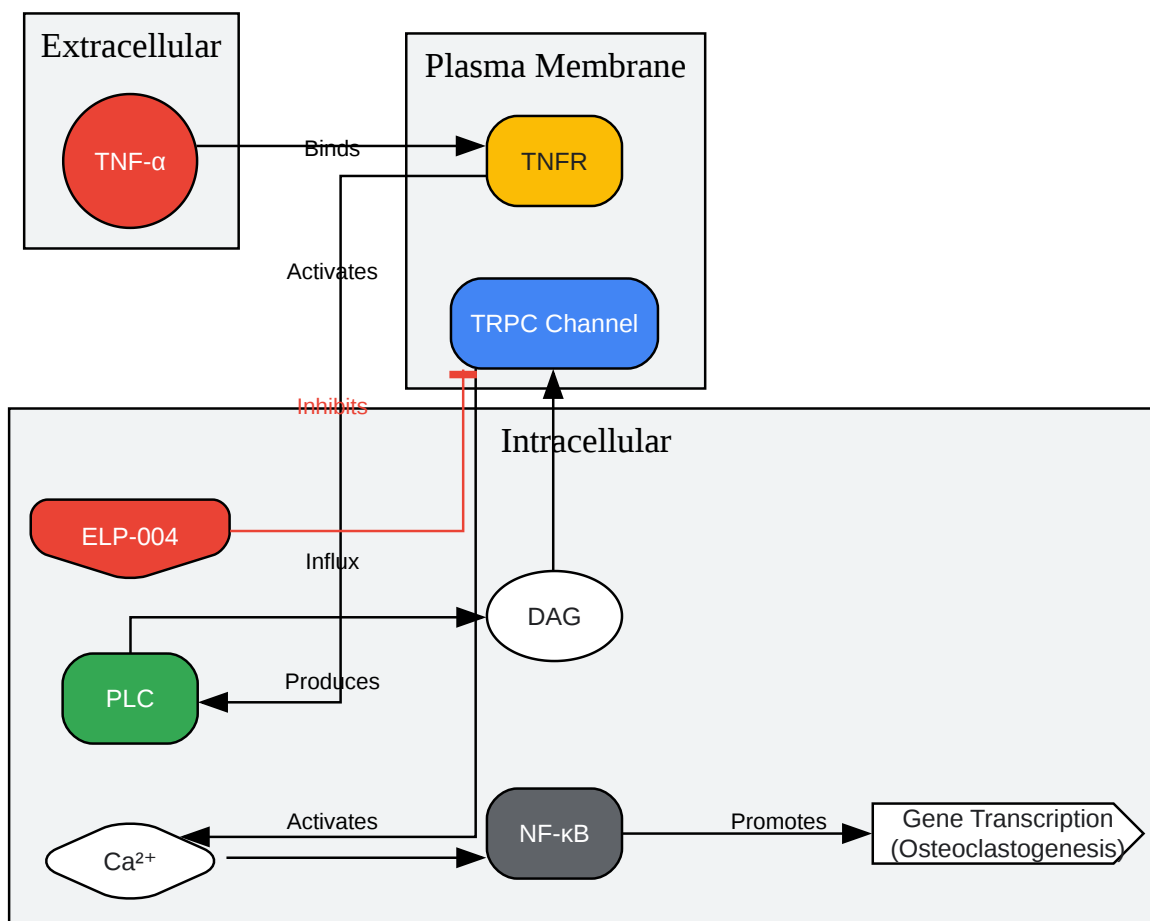 Extracellular
Plasma Membrane
TNF-α
Binds
TNFR
Activates
TRPC Channel
Inhibits
Intracellular
ELP-004
Influx
DAG
Produces
PLC
Activates
NF-κB
Promotes
Gene Transcription
(Osteoclastogenesis)
Ca²⁺